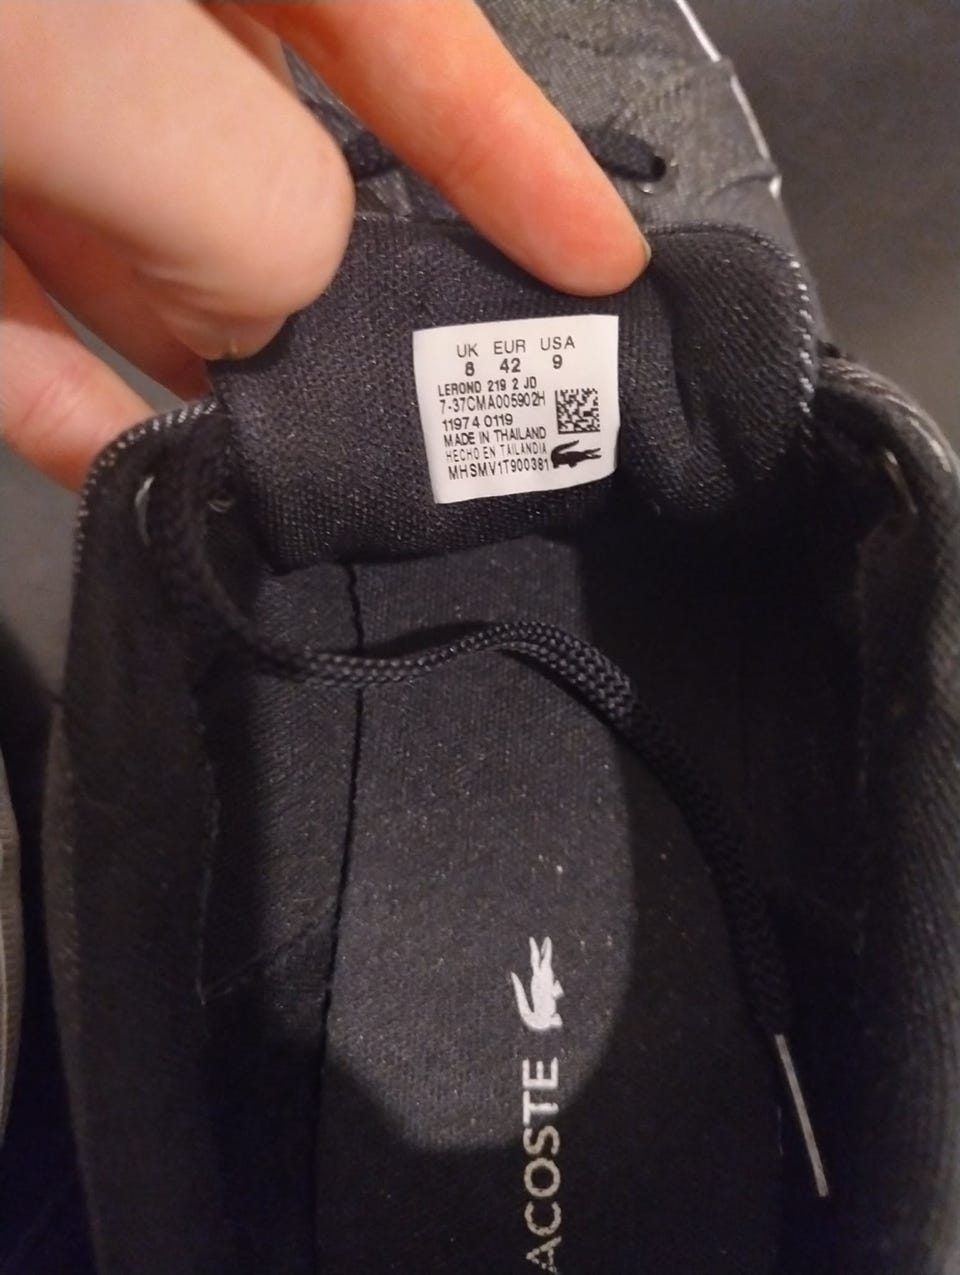 UK EUR USA
8 42 9
LEROND 219 2 JD
7-37CMA005902H
11974 0119
MADE IN THAILAND
HECHO EN TAILANDIA
MHSMV1T900381
ACOSTE